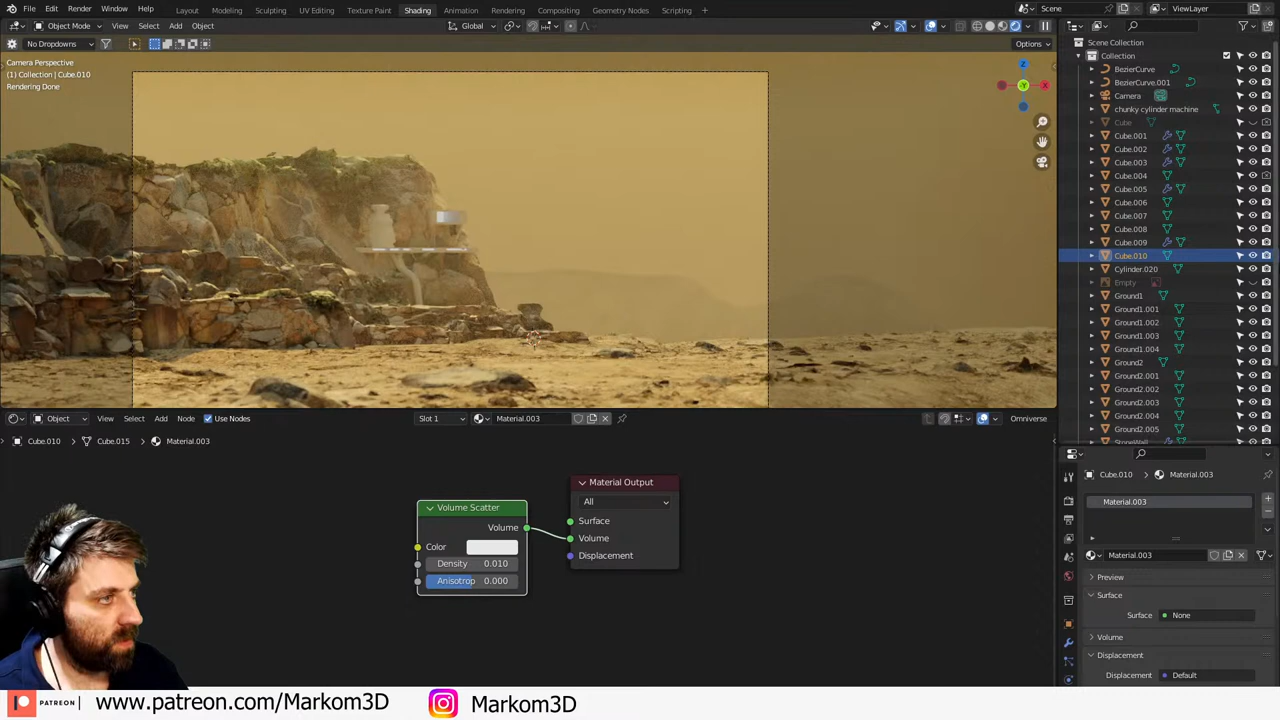 File Edit Render Window Help Layout Modeling Sculpting UV Editing Texture Paint Shading Animation Rendering Compositing Geometry Nodes Scripting Scene ViewLayer
Object Mode View Select Add Object Global
No Dropdowns Options
Camera Perspective
(1) Collection | Cube.010
Rendering Done
Z
Y
X
Scene Collection
Collection
BezierCurve
BezierCurve.001
Camera
chunky cylinder machine
Cube
Cube.001
Cube.002
Cube.003
Cube.004
Cube.005
Cube.006
Cube.007
Cube.008
Cube.009
Cube.010
Cylinder.020
Empty
Ground1
Ground1.001
Ground1.002
Ground1.003
Ground1.004
Ground2
Ground2.001
Ground2.002
Ground2.003
Ground2.004
Ground2.005
Object View Select Add Node Use Nodes Slot 1 Material.003 Omniverse
Cube.010 Cube.015 Material.003
Volume Scatter
Volume
Color
Density 0.010
Anisotrop 0.000
Material Output
All
Surface
Volume
Displacement
Cube.010 Material.003
Material.003
Material.003
Preview
Surface
Surface None
Volume
Displacement
Displacement Default
PATREON www.patreon.com/Markom3D Markom3D